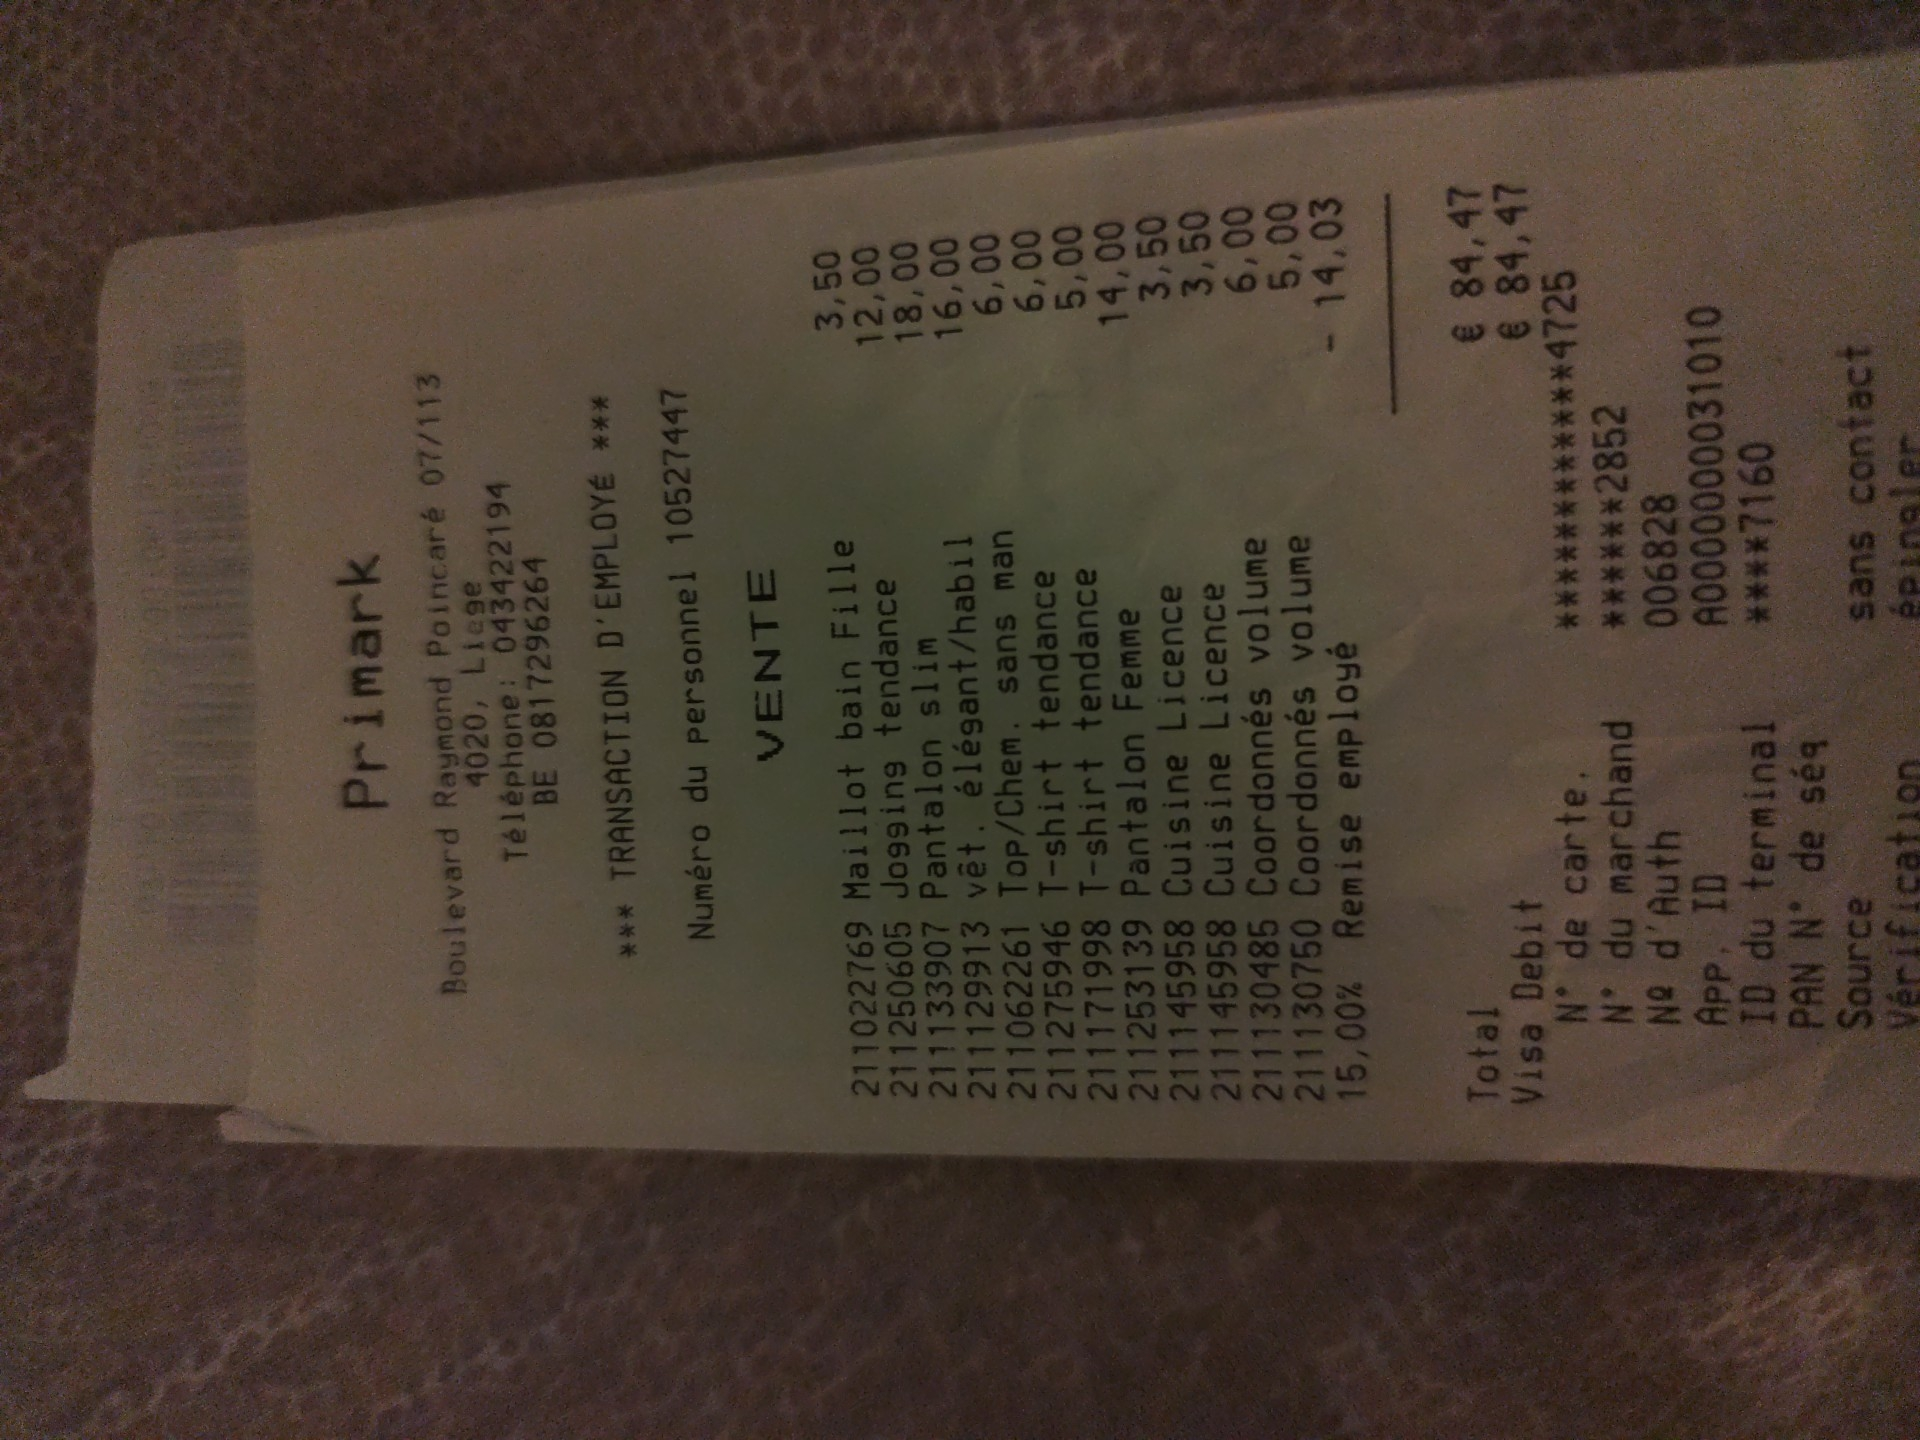 Primark
Boulevard Raymond Poincaré 07/113
4020, Liege
Téléphone: 043422194
BE 0817296264
*** TRANSACTION D'EMPLOYÉ ***
Numéro du personnel 10527447
VENTE
211022769 Maillot bain Fille 3,50
211250605 Jogging tendance 12,00
211133907 Pantalon slim 18,00
211129913 vêt. élégant/habil 16,00
211062261 Top/Chem. sans man 6,00
211275946 T-shirt tendance 6,00
211171998 T-shirt tendance 5,00
211253139 Pantalon Femme 14,00
211145958 Cuisine Licence 3,50
211145958 Cuisine Licence 3,50
211130485 Coordonnés volume 6,00
211130750 Coordonnés volume 5,00
15,00% Remise employé - 14,03
Total € 84,47
Visa Debit € 84,47
N° de carte. ***************4725
N° du marchand ******2852
Nº d'Auth 006828
App. ID A0000000031010
ID du terminal ****7160
PAN N° de séq
Source sans contact
Vérification épingler